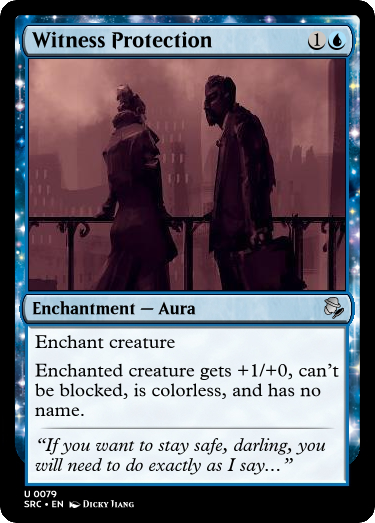 Witness Protection 1
Enchantment — Aura
Enchant creature
Enchanted creature gets +1/+0, can't
be blocked, is colorless, and has no
name.
“If you want to stay safe, darling, you
will need to do exactly as I say…”
U 0079
SRC • EN Dicky Jiang